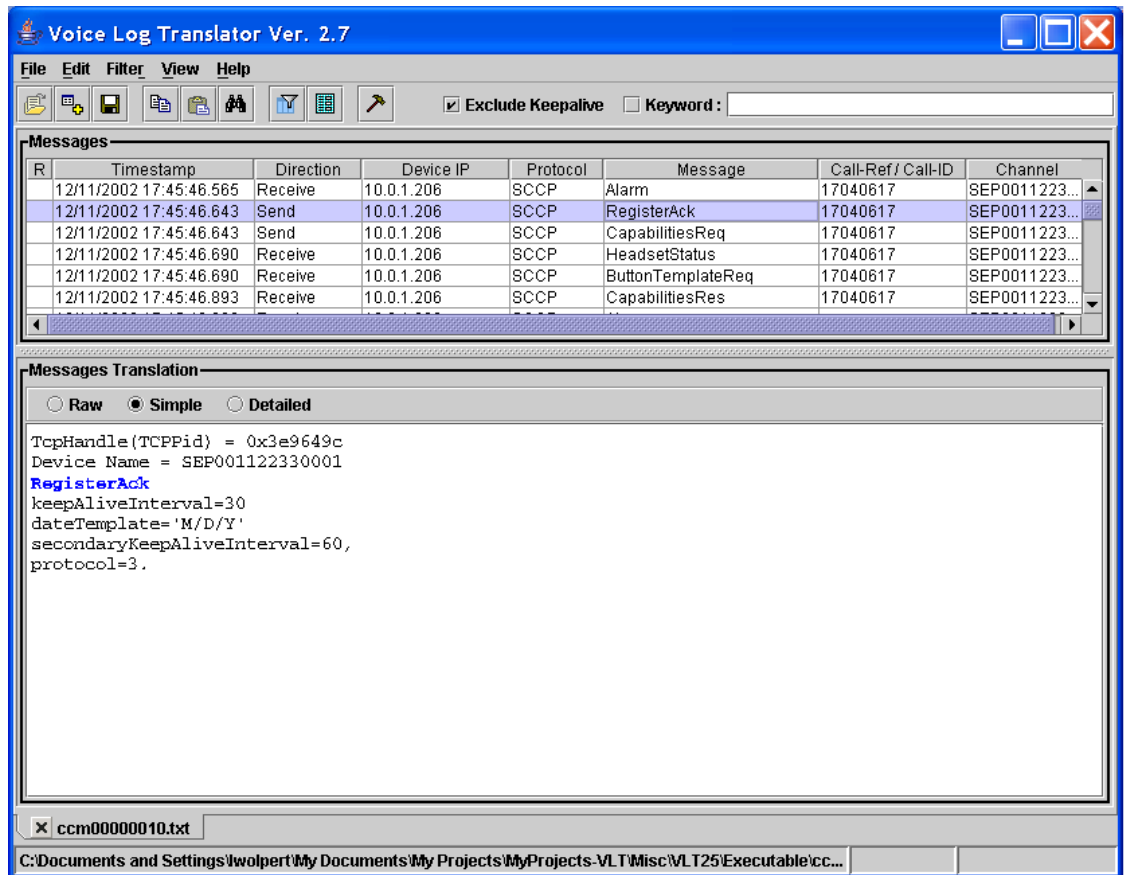 Voice Log Translator Ver. 2.7
File Edit Filter View Help
Exclude Keepalive Keyword :
Messages
R Timestamp Direction Device IP Protocol Message Call-Ref / Call-ID Channel
12/11/2002 17:45:46.565 Receive 10.0.1.206 SCCP Alarm 17040617 SEP0011223...
12/11/2002 17:45:46.643 Send 10.0.1.206 SCCP RegisterAck 17040617 SEP0011223...
12/11/2002 17:45:46.643 Send 10.0.1.206 SCCP CapabilitiesReq 17040617 SEP0011223...
12/11/2002 17:45:46.690 Receive 10.0.1.206 SCCP HeadsetStatus 17040617 SEP0011223...
12/11/2002 17:45:46.690 Receive 10.0.1.206 SCCP ButtonTemplateReq 17040617 SEP0011223...
12/11/2002 17:45:46.893 Receive 10.0.1.206 SCCP CapabilitiesRes 17040617 SEP0011223...
Messages Translation
Raw Simple Detailed
TcpHandle(TCPPid) = 0x3e9649c
Device Name = SEP001122330001
RegisterAck
keepAliveInterval=30
dateTemplate='M/D/Y'
secondaryKeepAliveInterval=60,
protocol=3.
ccm00000010.txt
C:\Documents and Settings\lwolpert\My Documents\My Projects\MyProjects-VLT\Misc\VLT25\Executable\cc...